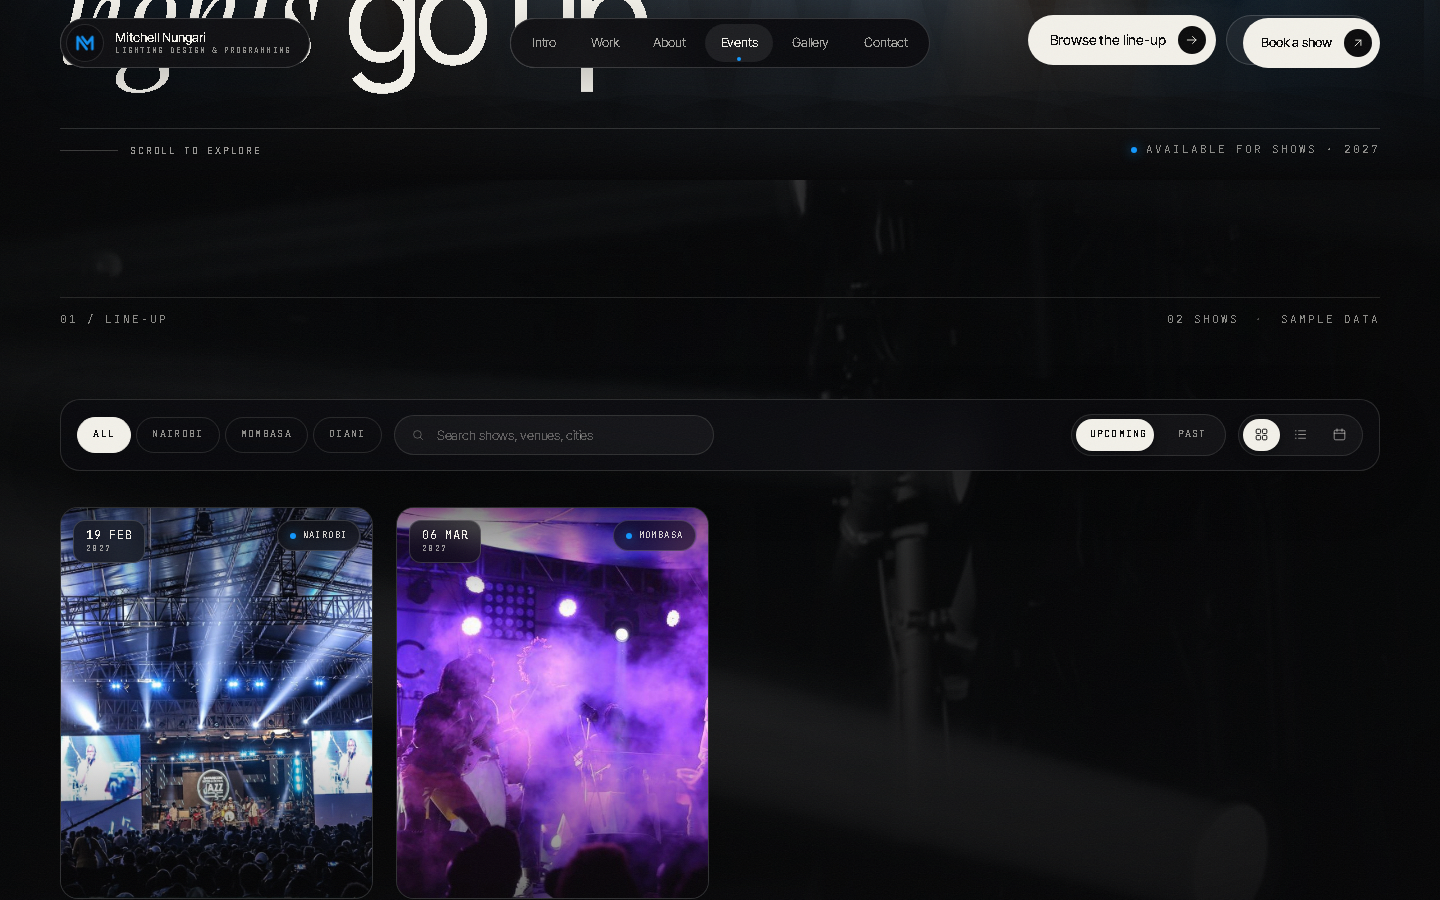 lights go up
Mitchell Nungari
LIGHTING DESIGN & PROGRAMMING
Intro
Work
About
Events
Gallery
Contact
Browse the line-up
Book a show
SCROLL TO EXPLORE
AVAILABLE FOR SHOWS · 2027
01 / LINE-UP
02 SHOWS · SAMPLE DATA
ALL
NAIROBI
MOMBASA
DIANI
Search shows, venues, cities
UPCOMING
PAST
19 FEB
2027
NAIROBI
06 MAR
2027
MOMBASA
JAZZ